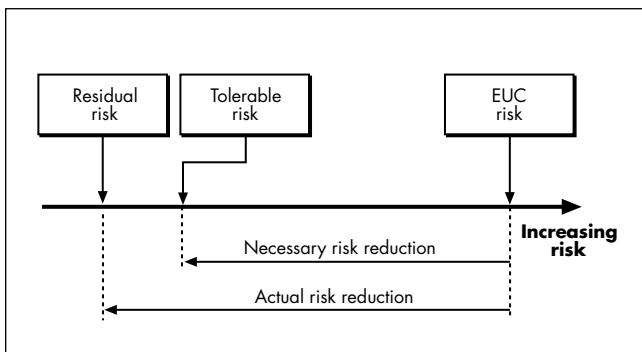 Residual
risk
Tolerable
risk
EUC
risk
Increasing
risk
Necessary risk reduction
Actual risk reduction